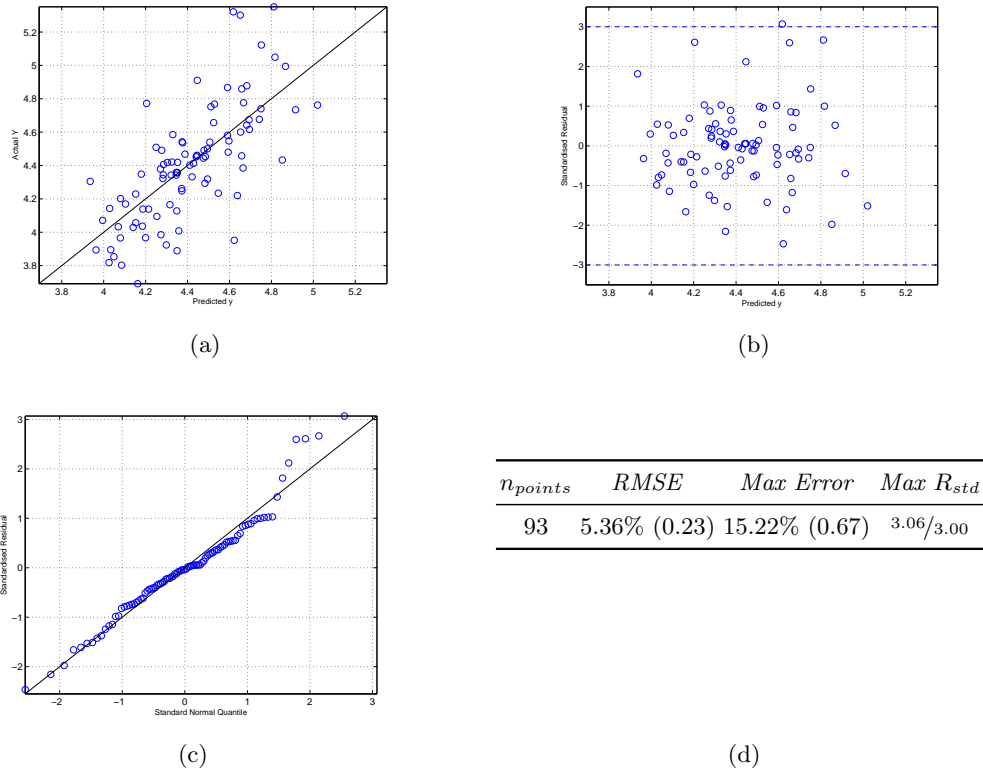 5.2
5
4.8
4.6
4.4
4.2
4
3.8
Actual Y
3.8 4 4.2 4.4 4.6 4.8 5 5.2
Predicted y
(a)
3
2
1
0
−1
−2
−3
Standardised Residual
3.8 4 4.2 4.4 4.6 4.8 5 5.2
Predicted y
(b)
3
2
1
0
−1
−2
Standardised Residual
−2 −1 0 1 2 3
Standard Normal Quantile
(c)
n_points RMSE Max Error Max R_std
93 5.36% (0.23) 15.22% (0.67) 3.06/3.00
(d)